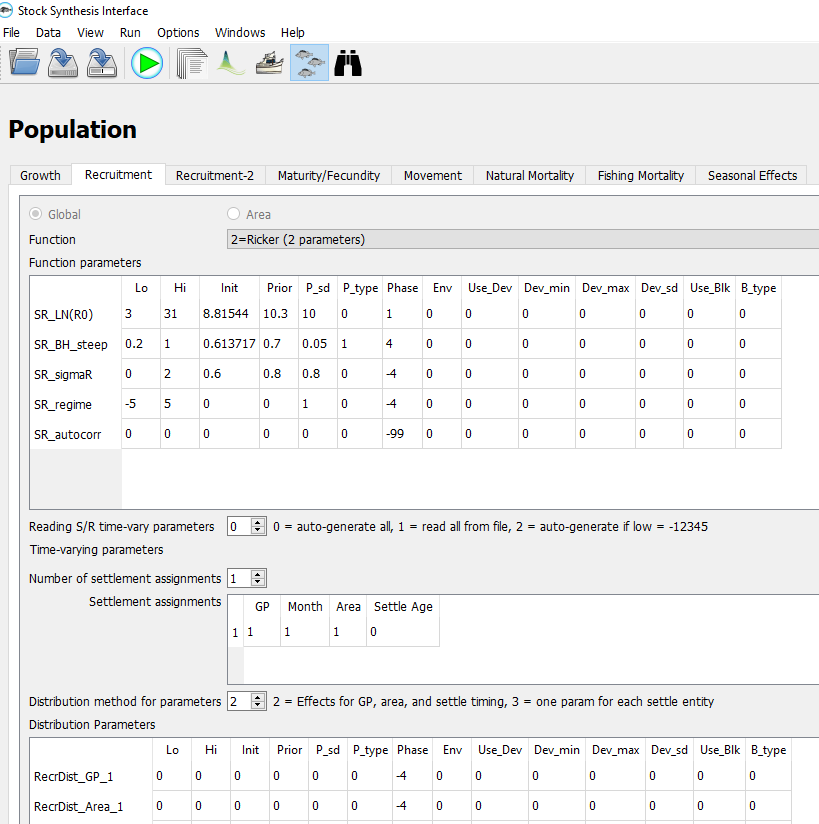 Stock Synthesis Interface
File Data View Run Options Windows Help
Population
Growth Recruitment Recruitment-2 Maturity/Fecundity Movement Natural Mortality Fishing Mortality Seasonal Effects
Global Area
Function 2=Ricker (2 parameters)
Function parameters
Lo Hi Init Prior P_sd P_type Phase Env Use_Dev Dev_min Dev_max Dev_sd Use_Blk B_type
SR_LN(R0) 3 31 8.81544 10.3 10 0 1 0 0 0 0 0 0 0
SR_BH_steep 0.2 1 0.613717 0.7 0.05 1 4 0 0 0 0 0 0 0
SR_sigmaR 0 2 0.6 0.8 0.8 0 -4 0 0 0 0 0 0 0
SR_regime -5 5 0 0 1 0 -4 0 0 0 0 0 0 0
SR_autocorr 0 0 0 0 0 0 -99 0 0 0 0 0 0 0
Reading S/R time-vary parameters 0 0 = auto-generate all, 1 = read all from file, 2 = auto-generate if low = -12345
Time-varying parameters
Number of settlement assignments 1
Settlement assignments GP Month Area Settle Age
1 1 1 1 0
Distribution method for parameters 2 2 = Effects for GP, area, and settle timing, 3 = one param for each settle entity
Distribution Parameters
Lo Hi Init Prior P_sd P_type Phase Env Use_Dev Dev_min Dev_max Dev_sd Use_Blk B_type
RecrDist_GP_1 0 0 0 0 0 0 -4 0 0 0 0 0 0 0
RecrDist_Area_1 0 0 0 0 0 0 -4 0 0 0 0 0 0 0